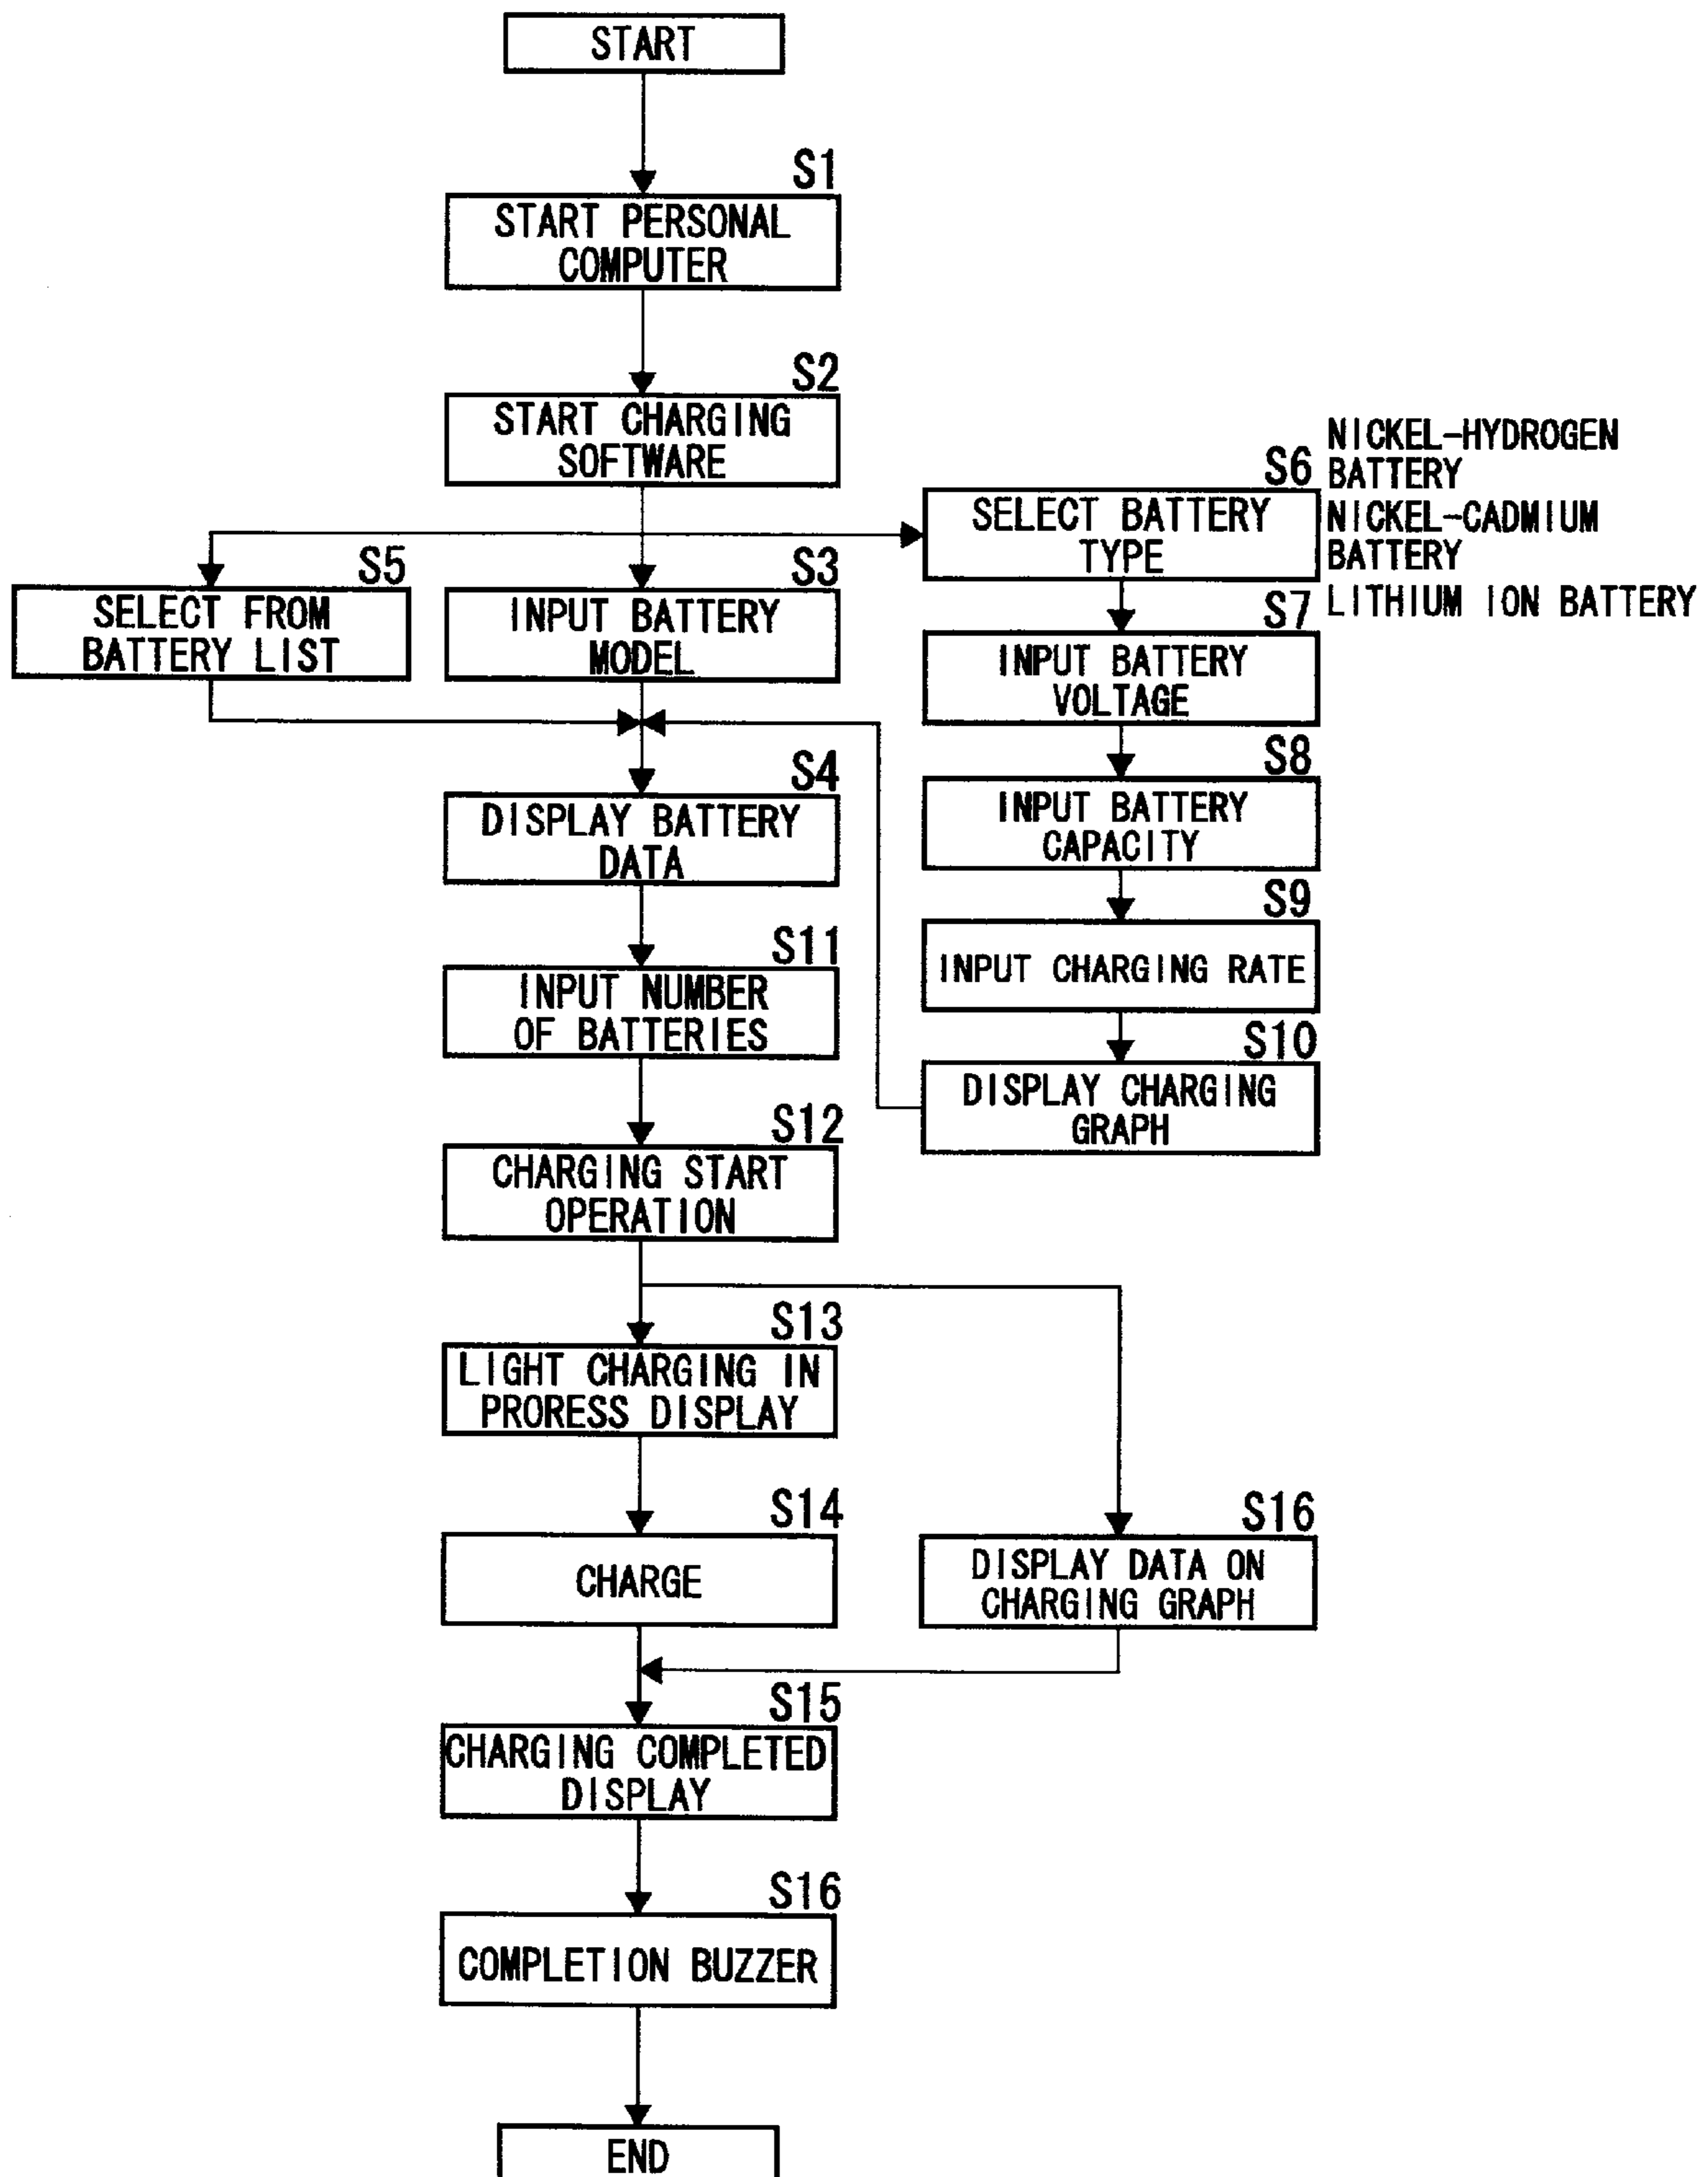 START
S1
START PERSONAL
COMPUTER
S2
START CHARGING
SOFTWARE
S6
SELECT BATTERY
TYPE
NICKEL-HYDROGEN
BATTERY
NICKEL-CADMIUM
BATTERY
LITHIUM ION BATTERY
S5
SELECT FROM
BATTERY LIST
S3
INPUT BATTERY
MODEL
S7
INPUT BATTERY
VOLTAGE
S4
DISPLAY BATTERY
DATA
S8
INPUT BATTERY
CAPACITY
S9
INPUT CHARGING RATE
S11
INPUT NUMBER
OF BATTERIES
S10
DISPLAY CHARGING
GRAPH
S12
CHARGING START
OPERATION
S13
LIGHT CHARGING IN
PRORESS DISPLAY
S14
CHARGE
S16
DISPLAY DATA ON
CHARGING GRAPH
S15
CHARGING COMPLETED
DISPLAY
S16
COMPLETION BUZZER
END